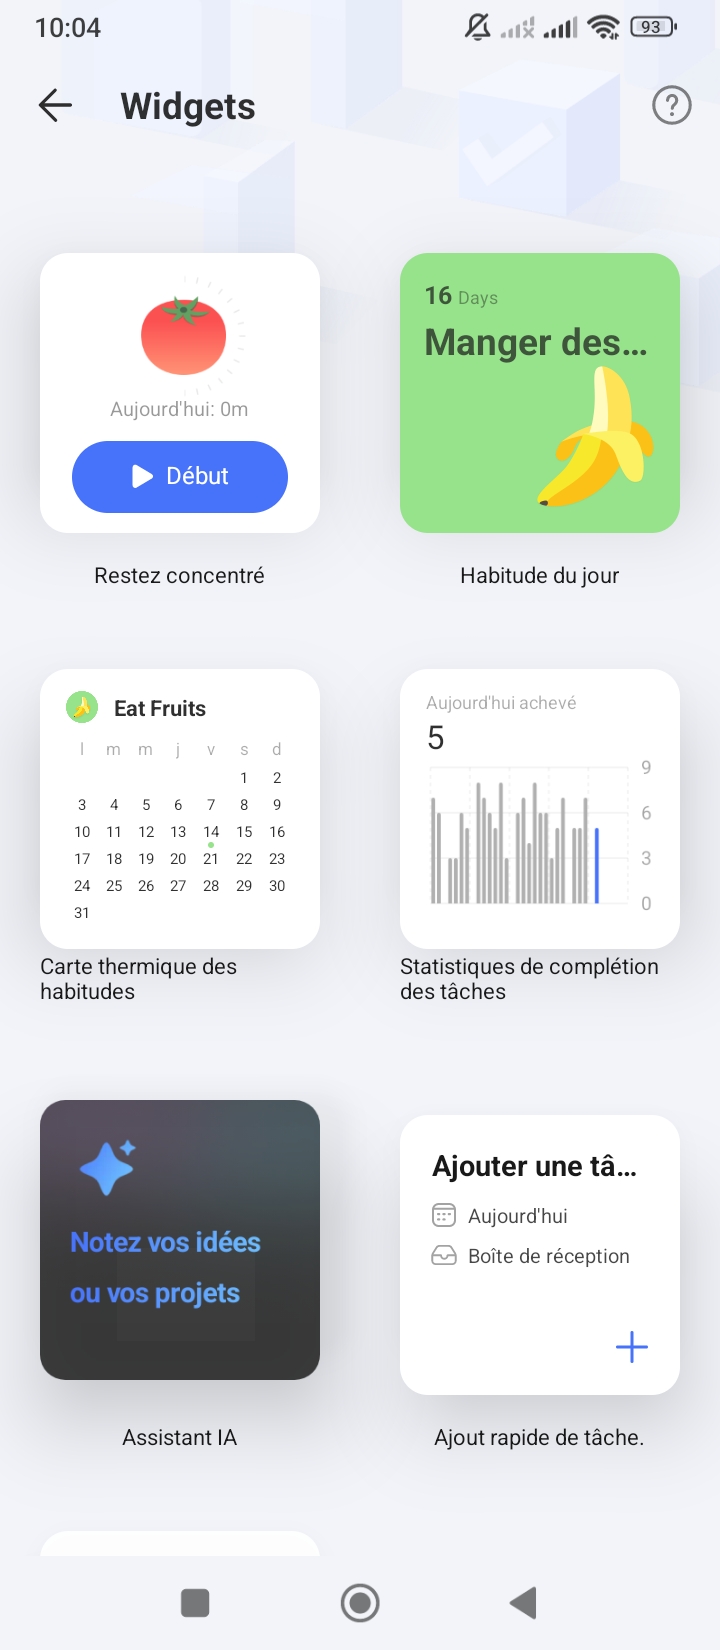 10:04
93
Widgets
Aujourd'hui: 0m
Début
Restez concentré
16 Days
Manger des...
Habitude du jour
Eat Fruits
l m m j v s d
1 2
3 4 5 6 7 8 9
10 11 12 13 14 15 16
17 18 19 20 21 22 23
24 25 26 27 28 29 30
31
Carte thermique des
habitudes
Aujourd'hui achevé
5
9
6
3
0
Statistiques de complétion
des tâches
Notez vos idées
ou vos projets
Assistant IA
Ajouter une tâ...
Aujourd'hui
Boîte de réception
Ajout rapide de tâche.